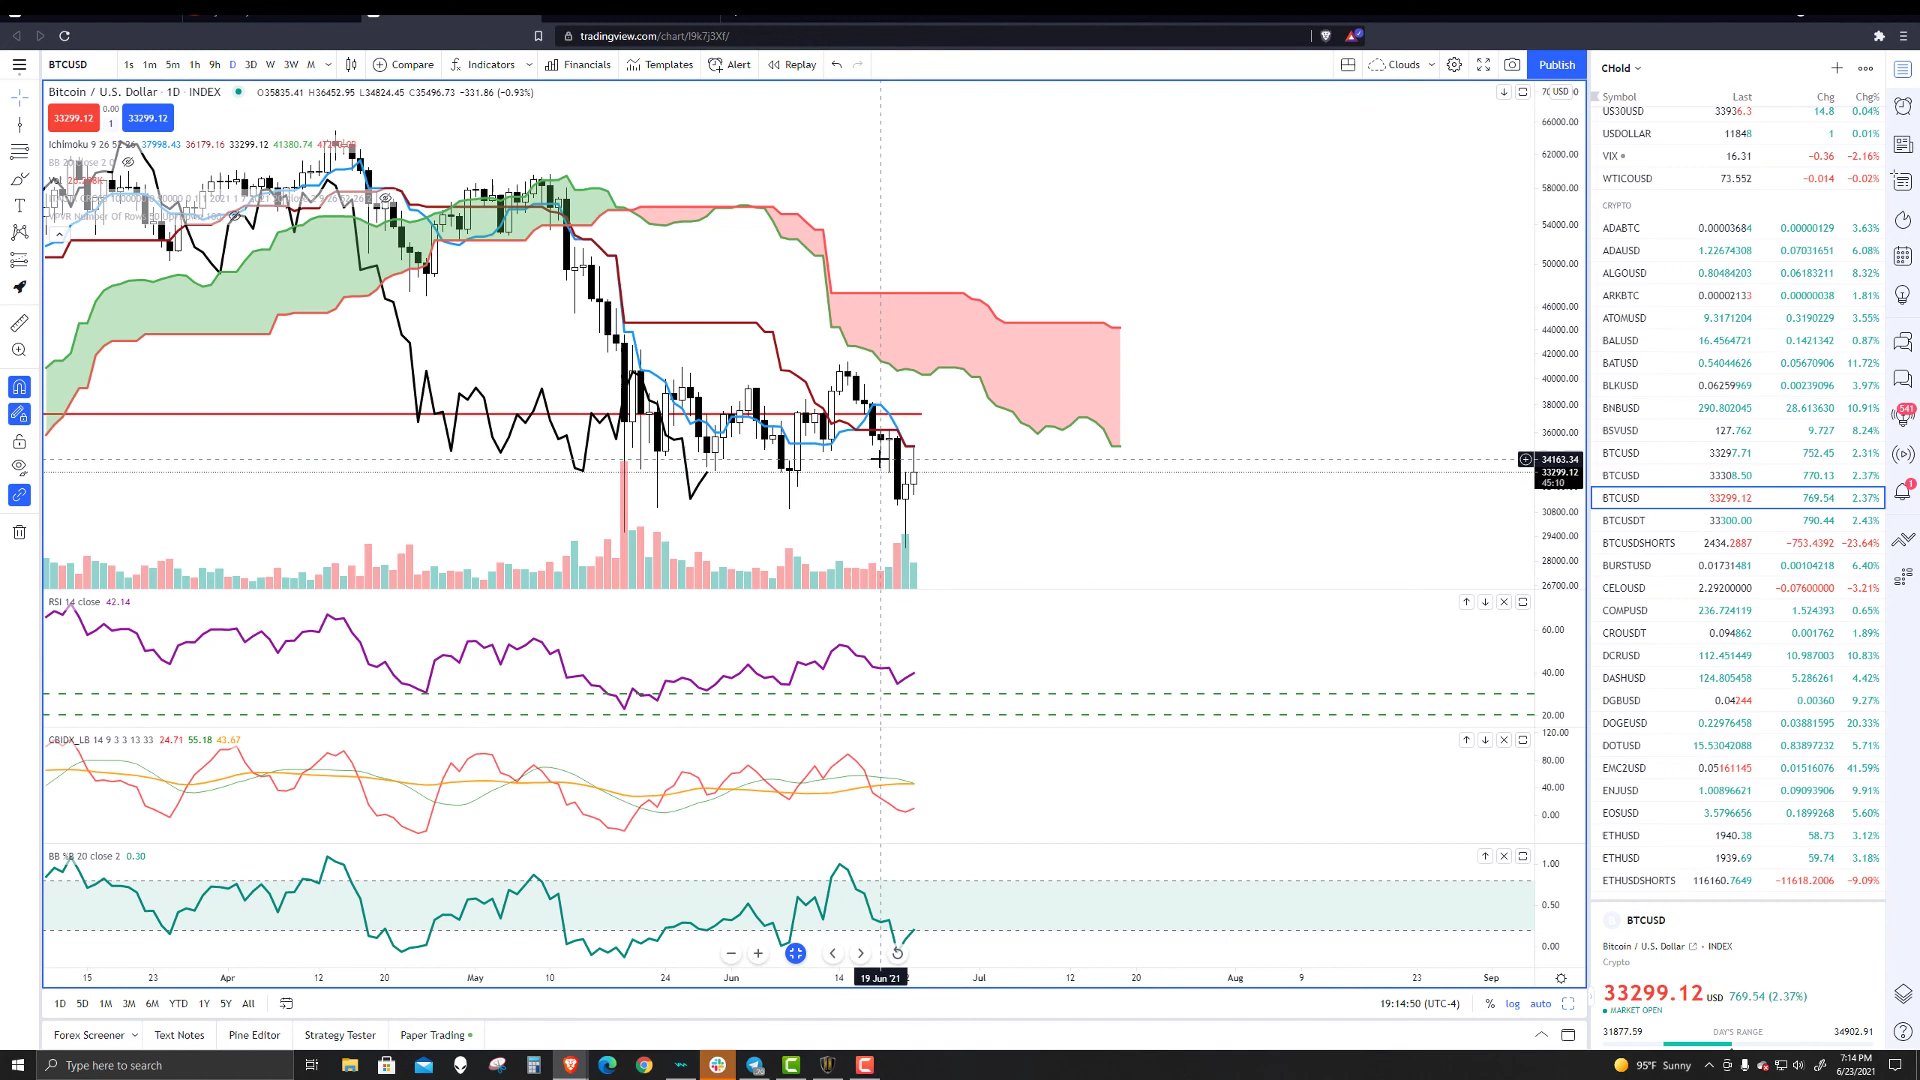 tradingview.com/chart/l9k7j3Xf/
BTCUSD 1s 1m 5m 1h 9h D 3D W 3W M Compare Indicators Financials Templates Alert Replay Clouds Publish
Bitcoin / U.S. Dollar · 1D · INDEX O35835.41 H36452.95 L34824.45 C35496.73 −331.86 (−0.93%)
33299.12 0.00 1 33299.12
Ichimoku 9 26 52 26 37998.43 36179.16 33299.12 41380.74
BB 20 close 2 0
USD
66000.00
62000.00
58000.00
54000.00
50000.00
46000.00
44000.00
42000.00
40000.00
38000.00
36000.00
34163.34
33299.12
45:10
30800.00
29400.00
28000.00
26700.00
RSI 14 close 42.14
60.00
40.00
20.00
CBIDX_LB 14 9 3 3 13 33 24.71 55.18 43.67
120.00
80.00
40.00
0.00
BB %B 20 close 2 0.30
1.00
0.50
0.00
15 23 Apr 12 20 May 10 24 Jun 14 19 Jun '21 Jul 12 20 Aug 9 23 Sep
1D 5D 1M 3M 6M YTD 1Y 5Y All 19:14:50 (UTC-4) % log auto
Forex Screener Text Notes Pine Editor Strategy Tester Paper Trading
CHold
Symbol Last Chg Chg%
US30USD 33936.3 14.8 0.04%
USDOLLAR 11848 1 0.01%
VIX 16.31 −0.36 −2.16%
WTICOUSD 73.552 −0.014 −0.02%
CRYPTO
ADABTC 0.00003684 0.00000129 3.63%
ADAUSD 1.22674308 0.07031651 6.08%
ALGOUSD 0.80484203 0.06183211 8.32%
ARKBTC 0.00002133 0.00000038 1.81%
ATOMUSD 9.3171204 0.3190229 3.55%
BALUSD 16.4564721 0.1421342 0.87%
BATUSD 0.54044626 0.05670906 11.72%
BLKUSD 0.06259969 0.00239096 3.97%
BNBUSD 290.802045 28.613630 10.91%
BSVUSD 127.762 9.727 8.24%
BTCUSD 33297.71 752.45 2.31%
BTCUSD 33308.50 770.13 2.37%
BTCUSD 33299.12 769.54 2.37%
BTCUSDT 33300.00 790.44 2.43%
BTCUSDSHORTS 2434.2887 −753.4392 −23.64%
BURSTUSD 0.01731481 0.00104218 6.40%
CELOUSD 2.29200000 −0.07600000 −3.21%
COMPUSD 236.724119 1.524393 0.65%
CROUSDT 0.094862 0.001762 1.89%
DCRUSD 112.451449 10.987013 10.83%
DASHUSD 124.805458 5.286261 4.42%
DGBUSD 0.04244 0.00360 9.27%
DOGEUSD 0.22976458 0.03881595 20.33%
DOTUSD 15.53042088 0.83897232 5.71%
EMC2USD 0.05161145 0.01516076 41.59%
ENJUSD 1.00896621 0.09093906 9.91%
EOSUSD 3.5796656 0.1899268 5.60%
ETHUSD 1940.38 58.73 3.12%
ETHUSD 1939.69 59.74 3.18%
ETHUSDSHORTS 116160.7649 −11618.2006 −9.09%
BTCUSD
Bitcoin / U.S. Dollar · INDEX
Crypto
33299.12 USD 769.54 (2.37%)
MARKET OPEN
31877.59 DAY'S RANGE 34902.91
541
1
Type here to search 95°F Sunny 7:14 PM
6/23/2021